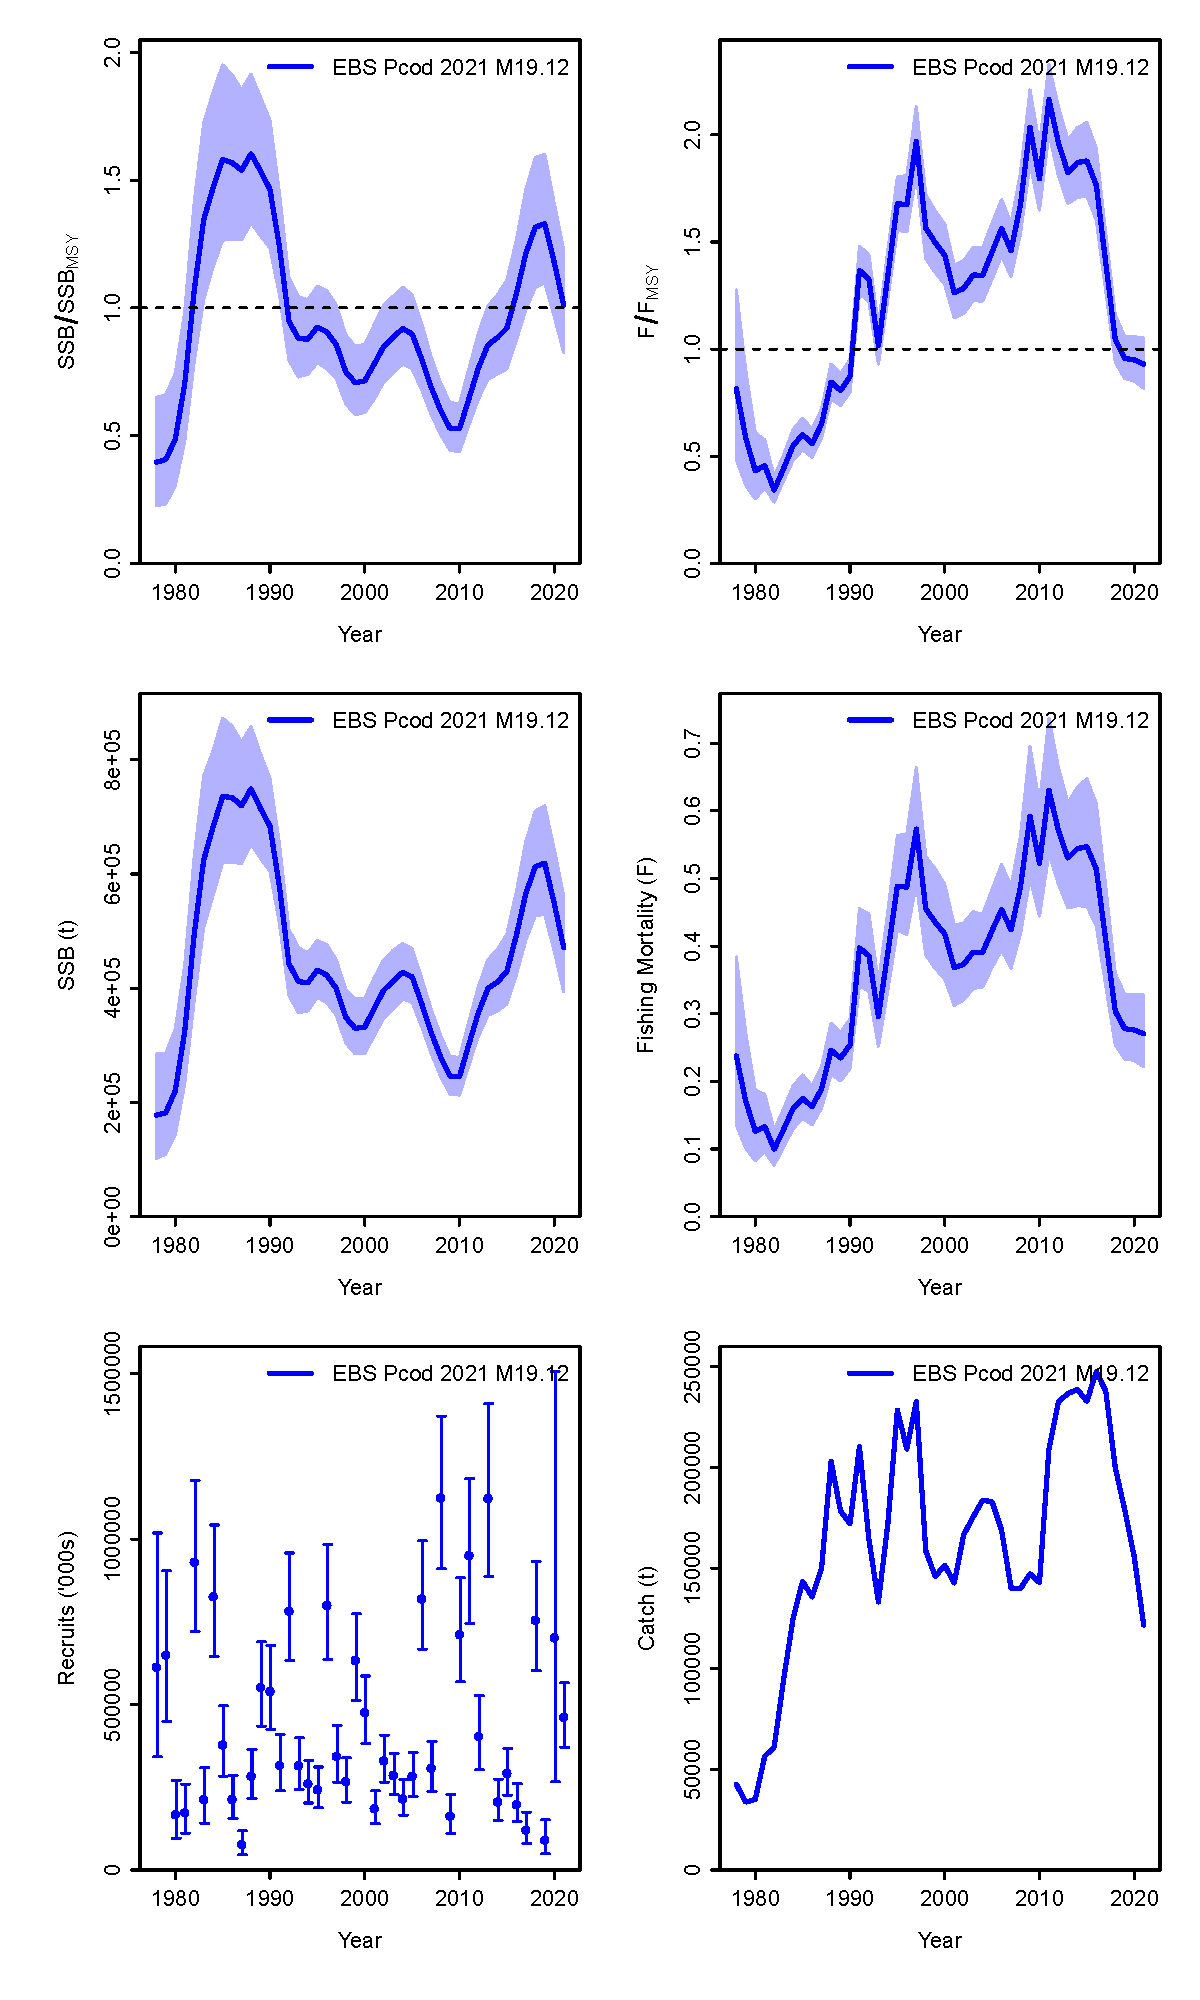 EBS Pcod 2021 M19.12
SSB/SSBMSY
0.0 0.5 1.0 1.5 2.0
1980 1990 2000 2010 2020
Year
EBS Pcod 2021 M19.12
F/FMSY
0.0 0.5 1.0 1.5 2.0
1980 1990 2000 2010 2020
Year
EBS Pcod 2021 M19.12
SSB (t)
0e+00 2e+05 4e+05 6e+05 8e+05
1980 1990 2000 2010 2020
Year
EBS Pcod 2021 M19.12
Fishing Mortality (F)
0.0 0.1 0.2 0.3 0.4 0.5 0.6 0.7
1980 1990 2000 2010 2020
Year
EBS Pcod 2021 M19.12
Recruits ('000s)
0 500000 1000000 1500000
1980 1990 2000 2010 2020
Year
EBS Pcod 2021 M19.12
Catch (t)
0 50000 100000 150000 200000 250000
1980 1990 2000 2010 2020
Year